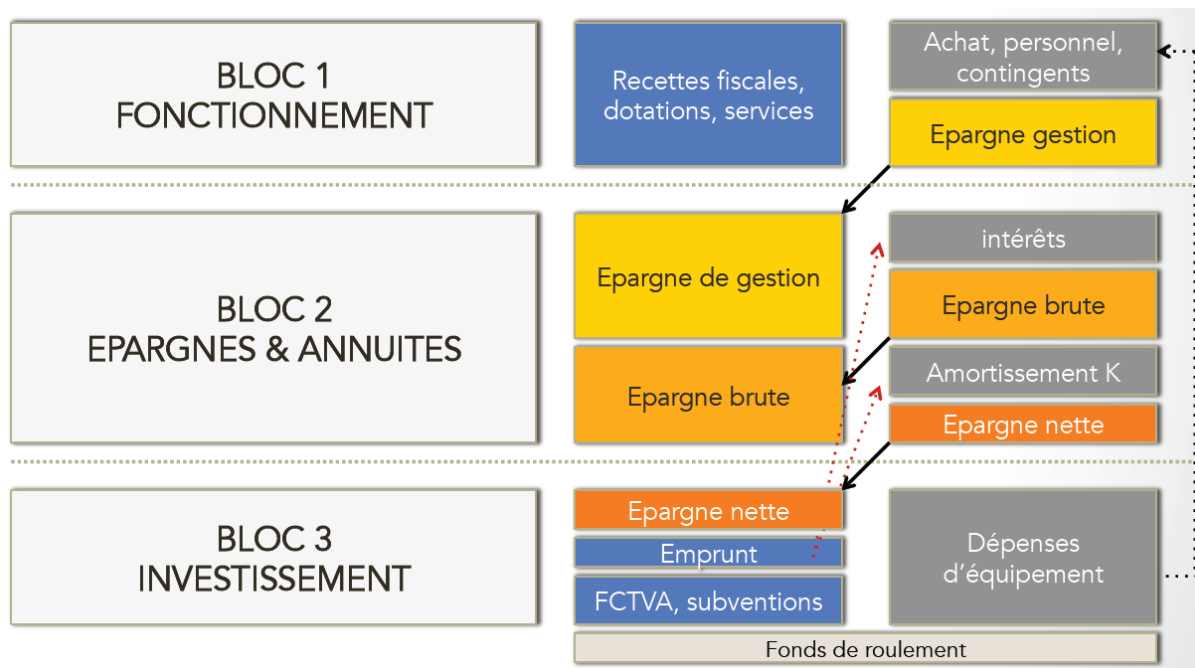 BLOC 1
FONCTIONNEMENT
Recettes fiscales,
dotations, services
Achat, personnel,
contingents
Epargne gestion
BLOC 2
EPARGNES & ANNUITES
Epargne de gestion
Epargne brute
intérêts
Epargne brute
Amortissement K
Epargne nette
BLOC 3
INVESTISSEMENT
Epargne nette
Emprunt
FCTVA, subventions
Dépenses
d’équipement
Fonds de roulement